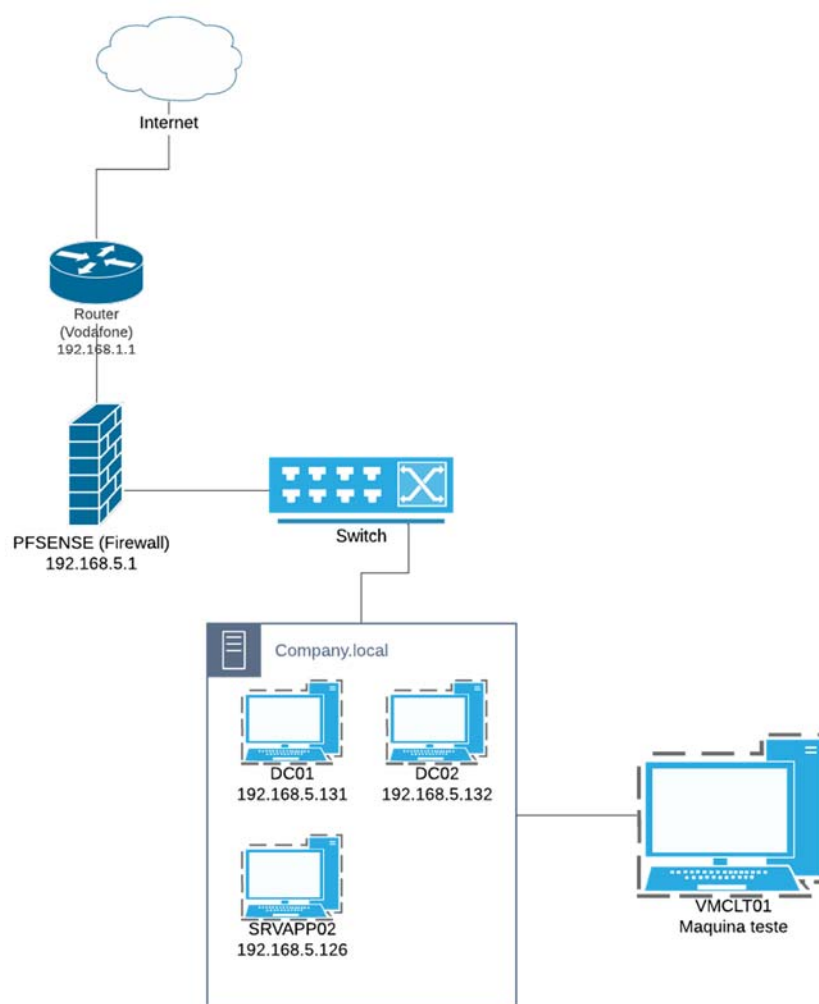 Internet
Router
(Vodafone)
192.168.1.1
PFSENSE (Firewall)
192.168.5.1
Switch
Company.local
DC01
192.168.5.131
DC02
192.168.5.132
SRVAPP02
192.168.5.126
VMCLT01
Maquina teste